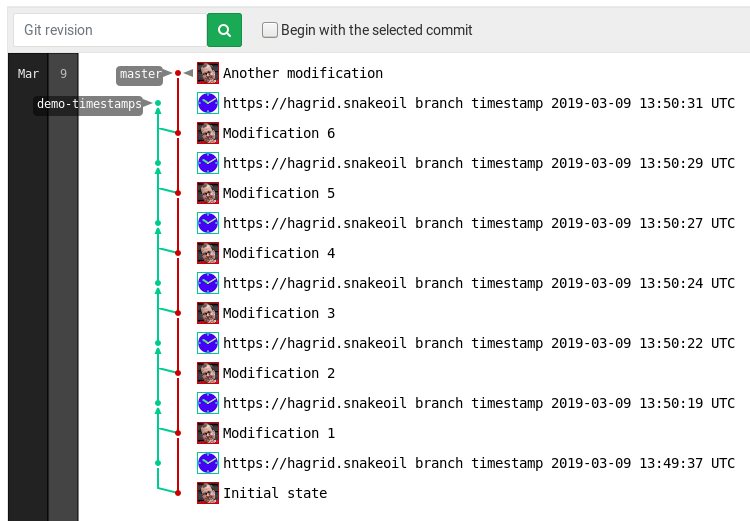 Git revision
Begin with the selected commit
Mar 9 master Another modification
demo-timestamps https://hagrid.snakeoil branch timestamp 2019-03-09 13:50:31 UTC
Modification 6
https://hagrid.snakeoil branch timestamp 2019-03-09 13:50:29 UTC
Modification 5
https://hagrid.snakeoil branch timestamp 2019-03-09 13:50:27 UTC
Modification 4
https://hagrid.snakeoil branch timestamp 2019-03-09 13:50:24 UTC
Modification 3
https://hagrid.snakeoil branch timestamp 2019-03-09 13:50:22 UTC
Modification 2
https://hagrid.snakeoil branch timestamp 2019-03-09 13:50:19 UTC
Modification 1
https://hagrid.snakeoil branch timestamp 2019-03-09 13:49:37 UTC
Initial state